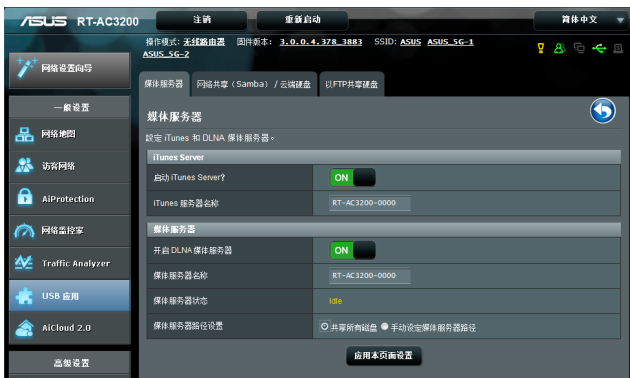 ASUS RT-AC3200 注销 重新启动 简体中文
操作模式: 无线路由器 固件版本: 3.0.0.4.378_3883 SSID: ASUS ASUS_5G-1
ASUS_5G-2
网络设置向导
媒体服务器 网络共享（Samba）/ 云端硬盘 以FTP共享硬盘
一般设置
网络地图
访客网络
AiProtection
网络监控家
Traffic Analyzer
USB 应用
AiCloud 2.0
高级设置
媒体服务器
設定 iTunes 和 DLNA 媒体服务器。
iTunes Server
启动 iTunes Server? ON
iTunes 服务器名称 RT-AC3200-0000
媒体服务器
开启 DLNA 媒体服务器 ON
媒体服务器名称 RT-AC3200-0000
媒体服务器状态 Idle
媒体服务器路径设置 共享所有磁盘 手动设定媒体服务器路径
应用本页面设置